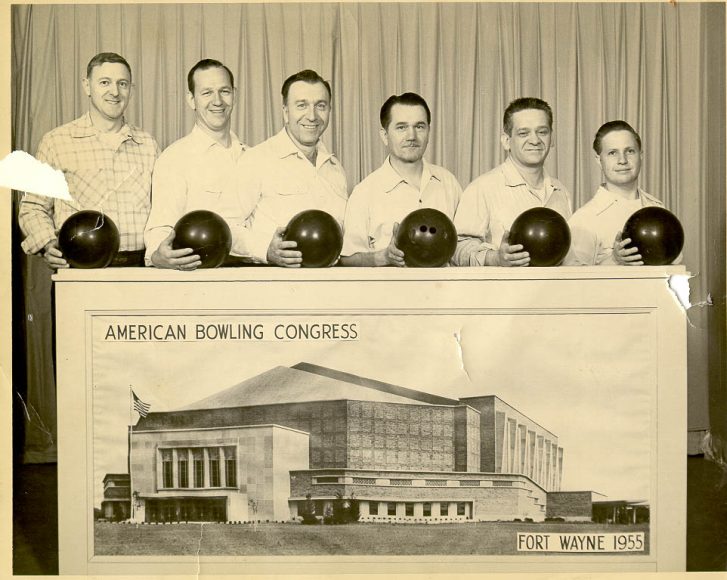 AMERICAN BOWLING CONGRESS
FORT WAYNE 1955